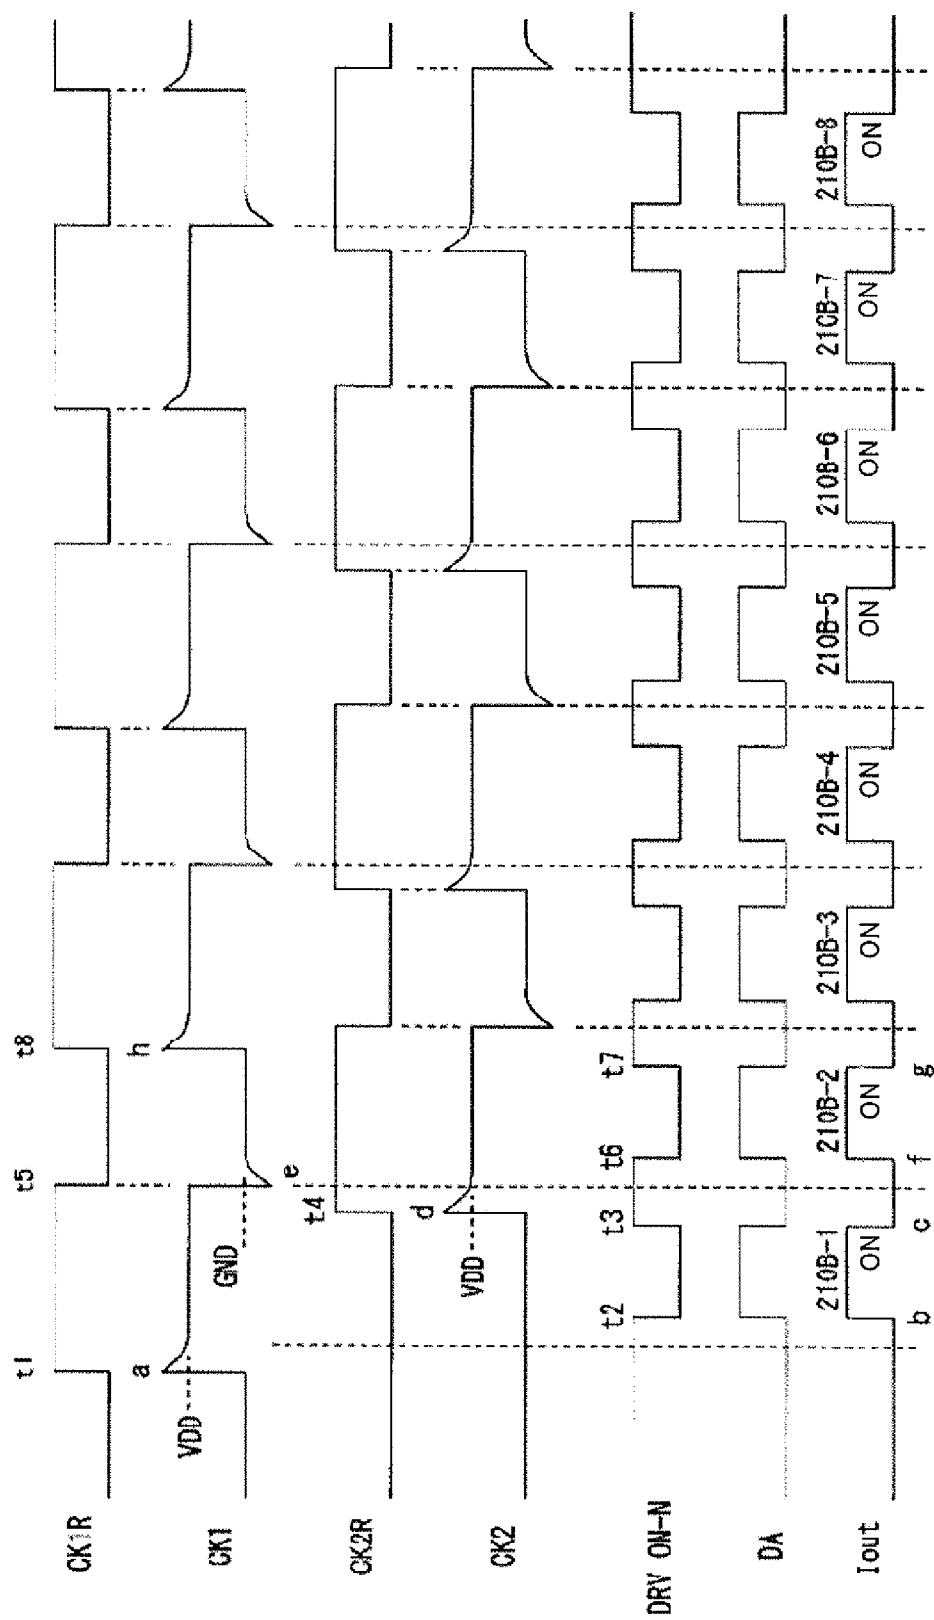 t1 t5 t8
CK1R
a h
VDD
CK1
GND
e
t4
CK2R
d
VDD
CK2
t2 t3 t6 t7
DRV ON-N
DA
210B-1 210B-2 210B-3 210B-4 210B-5 210B-6 210B-7 210B-8
ON ON ON ON ON ON ON ON
Iout
b c f g